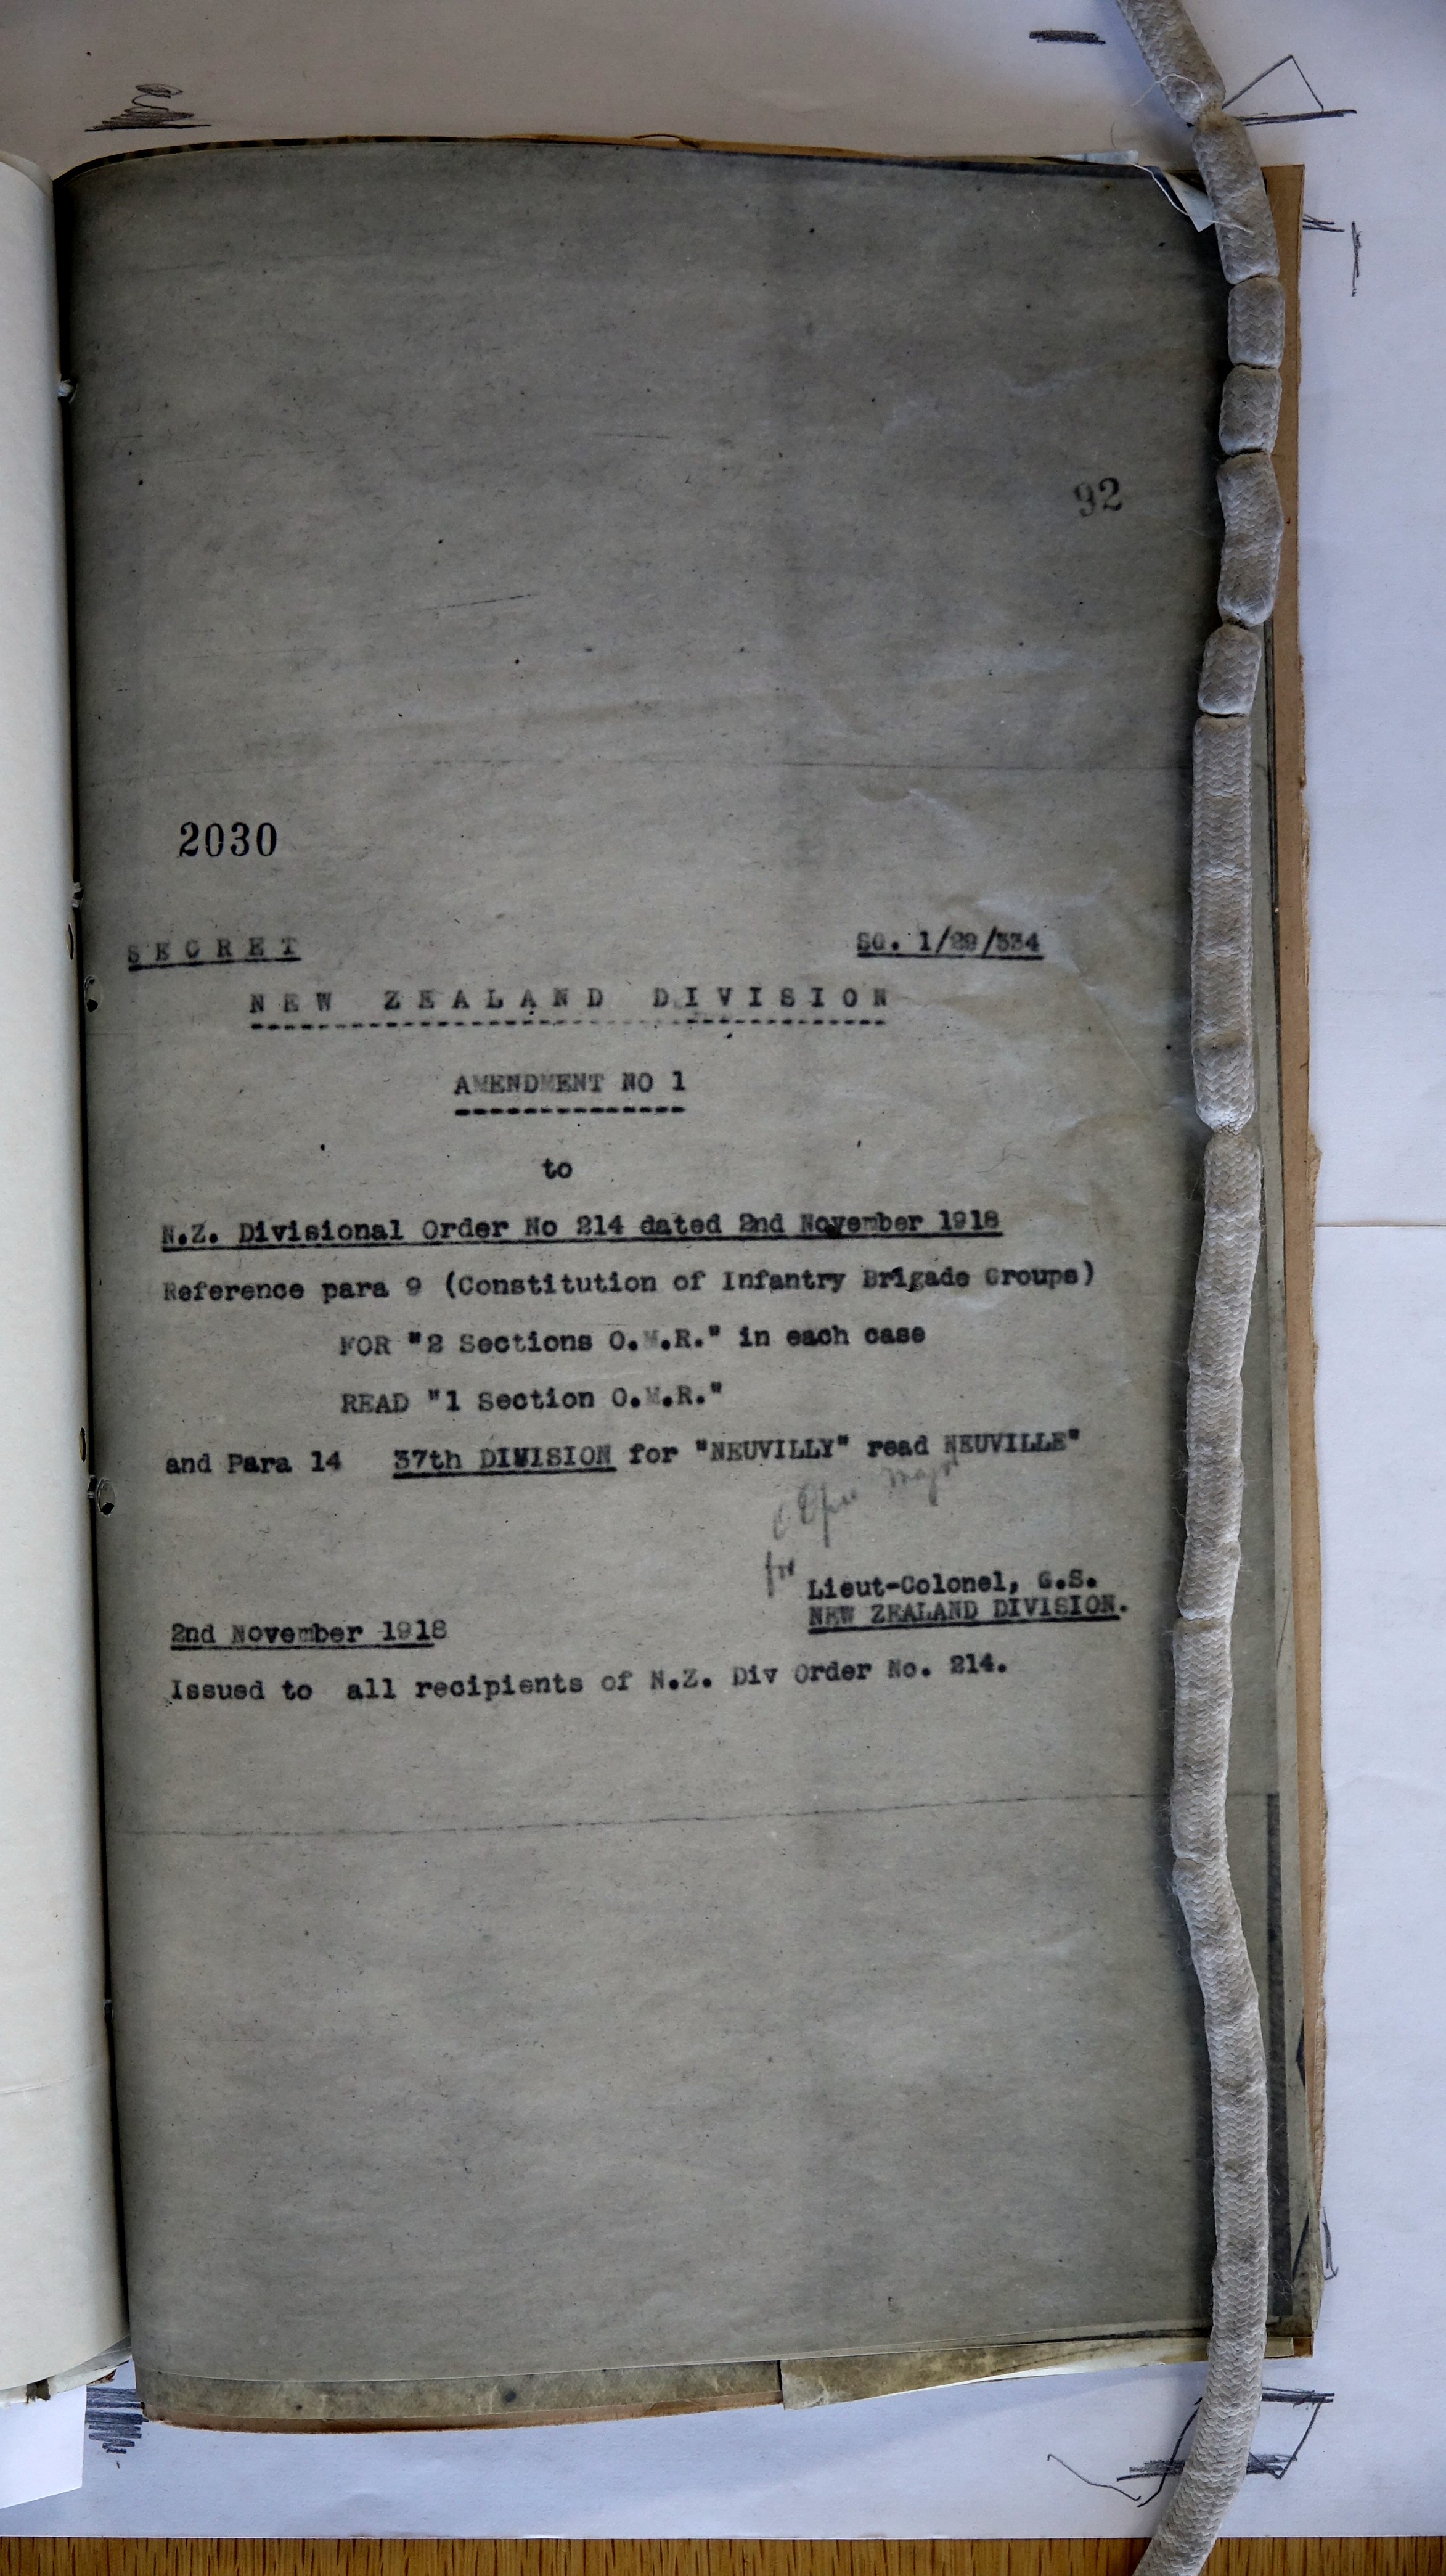 92
2030
SECRET
SG. 1/29/534
NEW ZEALAND DIVISION
AMENDMENT NO 1
to
N.Z. Divisional Order No 214 dated 2nd November 1918
Reference para 9 (Constitution of Infantry Brigade Groups)
FOR "2 Sections O.M.R." in each case
READ "1 Section O.M.R."
and Para 14 37th DIVISION for "NEUVILLY" read NEUVILLE"
Major
for
Lieut-Colonel, G.S.
NEW ZEALAND DIVISION.
2nd November 1918
Issued to all recipients of N.Z. Div Order No. 214.